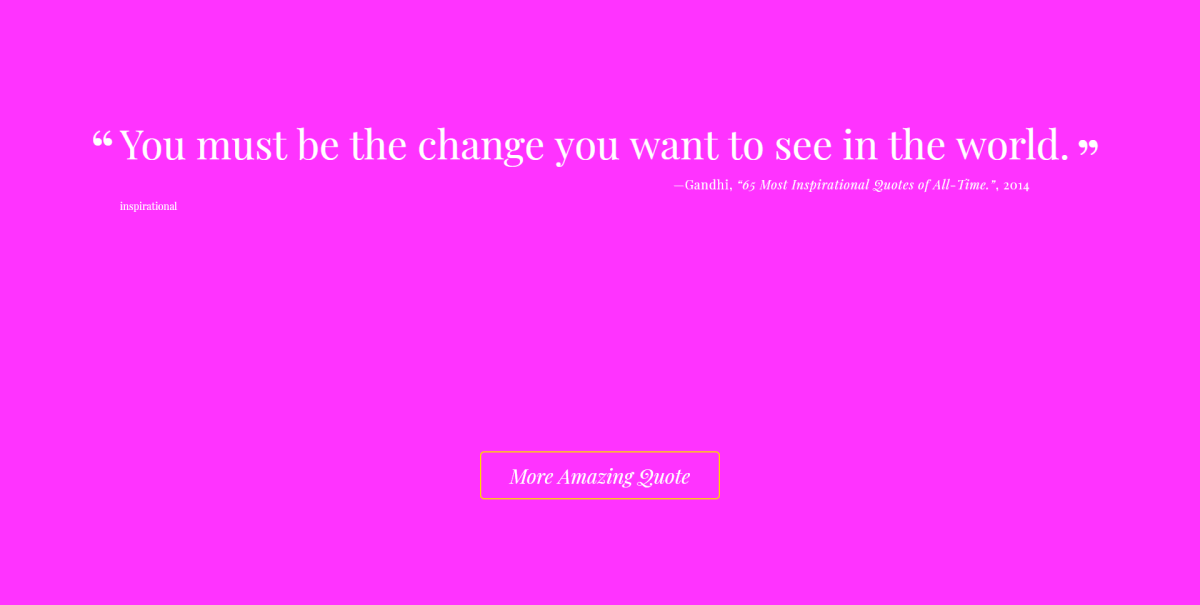 “ You must be the change you want to see in the world. ”
—Gandhi, “65 Most Inspirational Quotes of All-Time.”, 2014
inspirational
More Amazing Quote